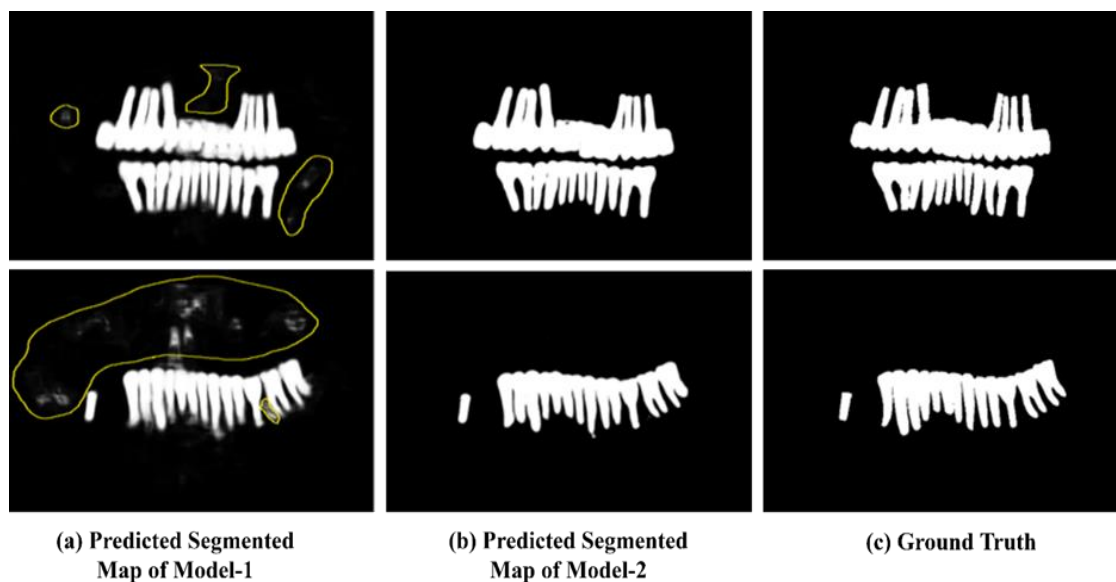 (a) Predicted Segmented
Map of Model-1
(b) Predicted Segmented
Map of Model-2
(c) Ground Truth